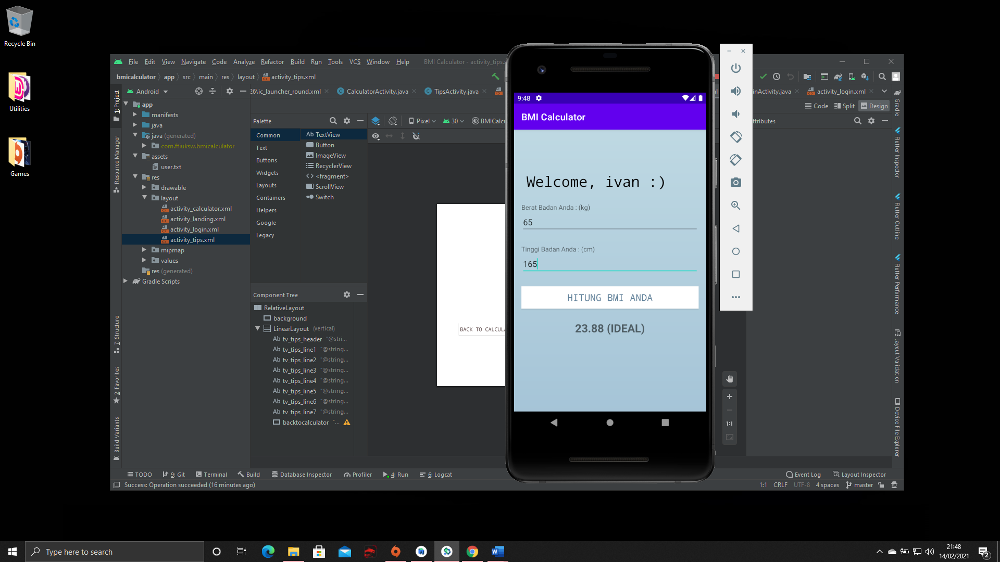 Recycle Bin
Utilities
Games
File Edit View Navigate Code Analyze Refactor Build Run Tools VCS Window Help BMI Calculator - activity_tips.
bmicalculator app src main res layout activity_tips.xml
Android
26\ic_launcher_round.xml CalculatorActivity.java TipsActivity.java
inActivity.java activity_login.xml
Code Split Design
1: Project
Resource Manager
7: Structure
2: Favorites
Build Variants
app
manifests
java
java (generated)
com.ftiuksw.bmicalculator
assets
user.txt
res
drawable
layout
activity_calculator.xml
activity_landing.xml
activity_login.xml
activity_tips.xml
mipmap
values
res (generated)
Gradle Scripts
Palette
Common
Text
Buttons
Widgets
Layouts
Containers
Helpers
Google
Legacy
Ab TextView
Button
ImageView
RecyclerView
<fragment>
ScrollView
Switch
Pixel 30 BMICalcu
ttributes
Component Tree
RelativeLayout
background
LinearLayout (vertical)
Ab tv_tips_header "@stri...
Ab tv_tips_line1 "@string...
Ab tv_tips_line2 "@string...
Ab tv_tips_line3 "@string...
Ab tv_tips_line4 "@string...
Ab tv_tips_line5 "@string...
Ab tv_tips_line6 "@string...
Ab tv_tips_line7 "@string...
backtocalculator "...
BACK TO CALCULA
9:48
BMI Calculator
Welcome, ivan :)
Berat Badan Anda : (kg)
65
Tinggi Badan Anda : (cm)
165
HITUNG BMI ANDA
23.88 (IDEAL)
1:1
Gradle
Flutter Inspector
Flutter Outline
Flutter Performance
Layout Validation
Device File Explorer
TODO 9: Git Terminal Build Database Inspector Profiler 4: Run 6: Logcat Event Log Layout Inspector
Success: Operation succeeded (16 minutes ago) 1:1 CRLF UTF-8 4 spaces master
Type here to search
21:48
14/02/2021
2